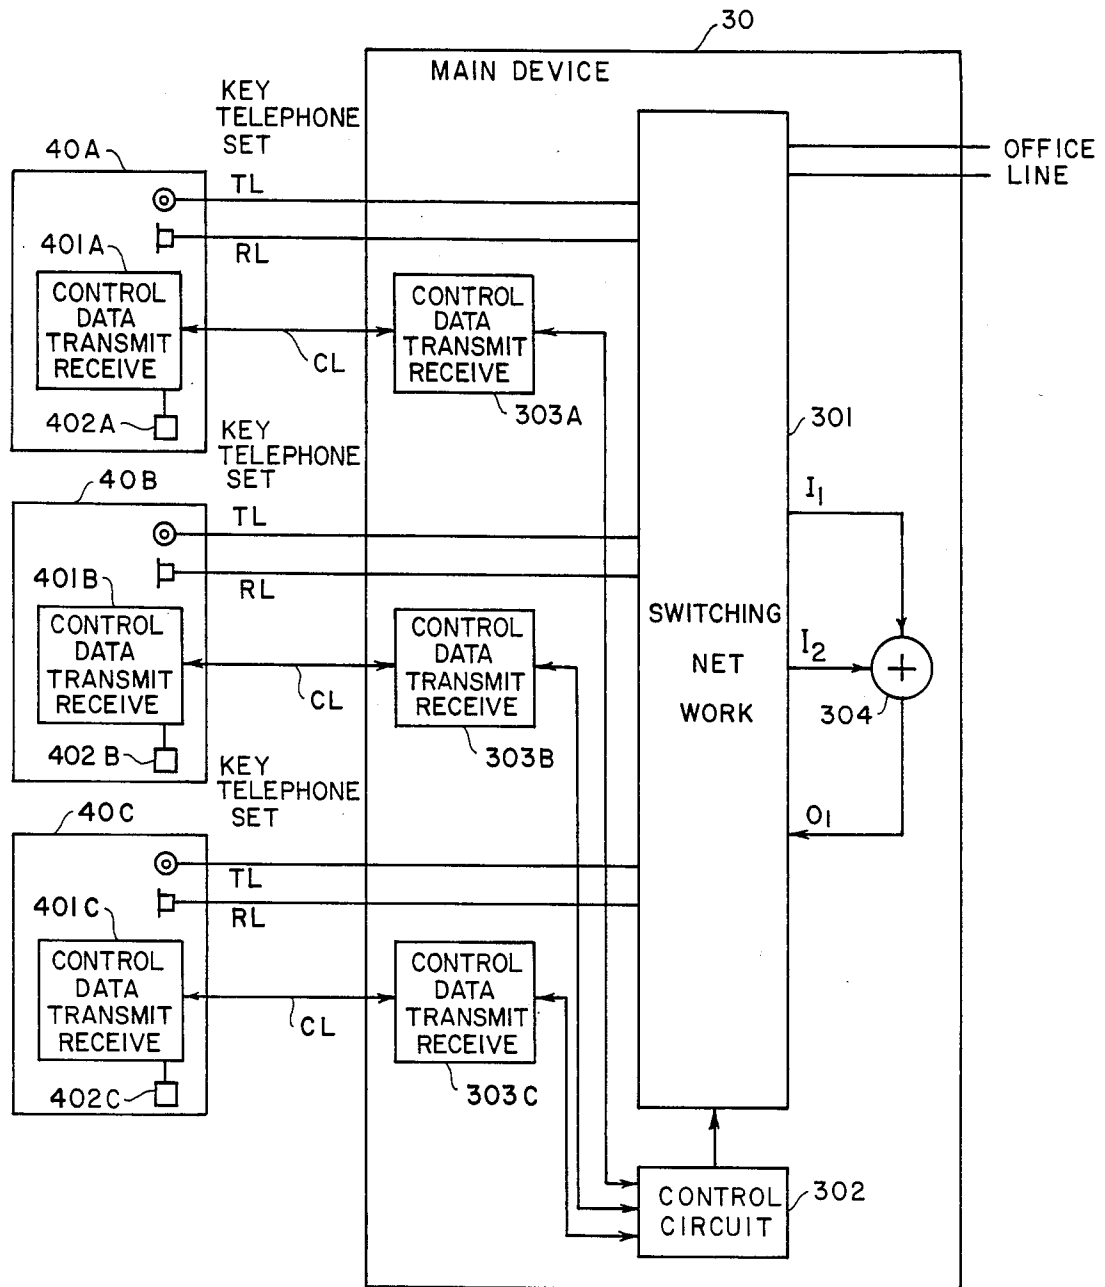 30
MAIN DEVICE
KEY
TELEPHONE
SET
40A
TL
OFFICE
LINE
401A
RL
CONTROL
DATA
TRANSMIT
RECEIVE
CL
CONTROL
DATA
TRANSMIT
RECEIVE
402A
303A
301
KEY
TELEPHONE
SET
40B
TL
I1
401B
RL
CONTROL
DATA
TRANSMIT
RECEIVE
CL
CONTROL
DATA
TRANSMIT
RECEIVE
SWITCHING
NET
WORK
I2
+
304
402B
303B
KEY
TELEPHONE
SET
40C
O1
TL
401C
RL
CONTROL
DATA
TRANSMIT
RECEIVE
CL
CONTROL
DATA
TRANSMIT
RECEIVE
402C
303C
CONTROL
CIRCUIT
302